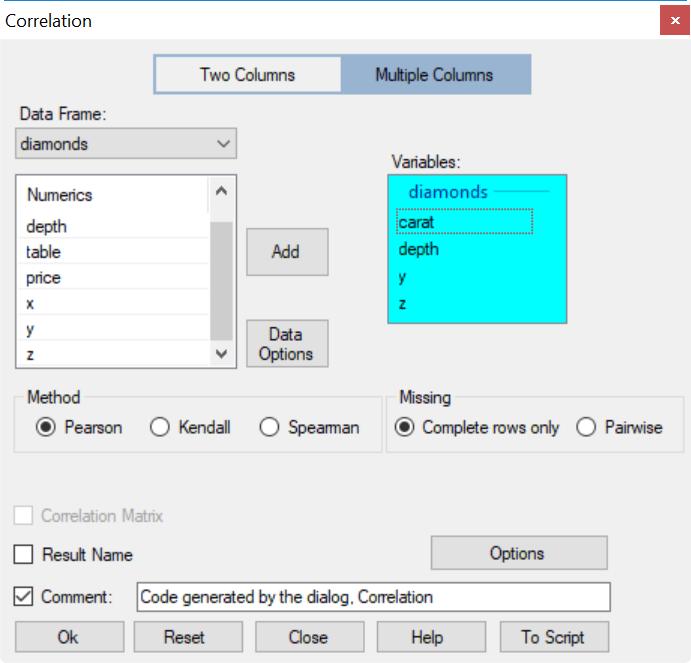 Correlation
Two Columns
Multiple Columns
Data Frame:
diamonds
Numerics
depth
table
price
x
y
z
Add
Data
Options
Variables:
diamonds
carat
depth
y
z
Method
Pearson
Kendall
Spearman
Missing
Complete rows only
Pairwise
Correlation Matrix
Result Name
Options
Comment:
Code generated by the dialog, Correlation
Ok
Reset
Close
Help
To Script